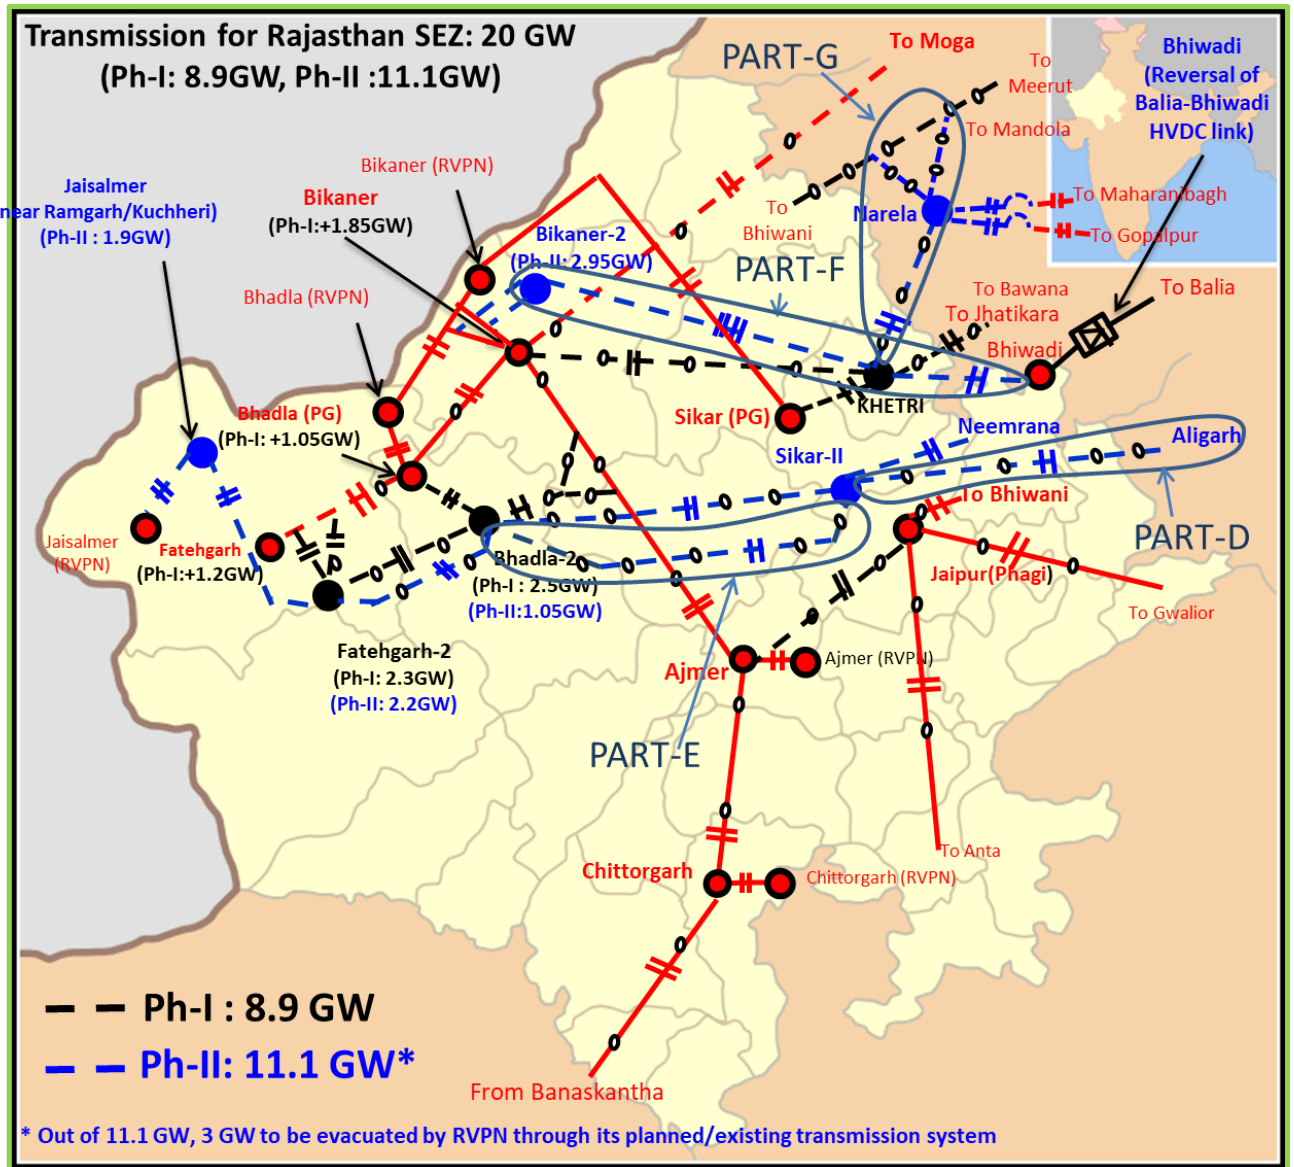 Transmission for Rajasthan SEZ: 20 GW
(Ph-I: 8.9GW, Ph-II :11.1GW)
PART-G
To Moga
To
Meerut
Bhiwadi
(Reversal of
Balia-Bhiwadi
HVDC link)
To Mandola
Bikaner (RVPN)
Jaisalmer
near Ramgarh/Kuchheri)
(Ph-II : 1.9GW)
Bikaner
(Ph-I:+1.85GW)
To
Bhiwani
Narela
To Maharanibagh
To Gopalpur
Bikaner-2
(Ph-II: 2.95GW)
PART-F
Bhadla (RVPN)
To Bawana
To Jhatikara
To Balia
Bhiwadi
KHETRI
Sikar (PG)
Bhadla (PG)
(Ph-I: +1.05GW)
Neemrana
Aligarh
Sikar-II
To Bhiwani
PART-D
Jaisalmer
(RVPN)
Fatehgarh
(Ph-I:+1.2GW)
Bhadla-2
(Ph-I : 2.5GW)
(Ph-II:1.05GW)
Jaipur(Phagi)
To Gwalior
Fatehgarh-2
(Ph-I: 2.3GW)
(Ph-II: 2.2GW)
Ajmer
Ajmer (RVPN)
PART-E
To Anta
Chittorgarh
Chittorgarh (RVPN)
Ph-I : 8.9 GW
Ph-II: 11.1 GW*
From Banaskantha
* Out of 11.1 GW, 3 GW to be evacuated by RVPN through its planned/existing transmission system